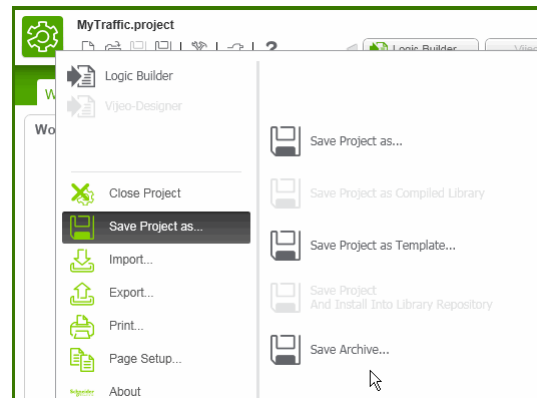 MyTraffic.project
?
Logic Builder
Logic Builder
Vijeo-Designer
Wo
Save Project as...
Save Project as Compiled Library
Close Project
Save Project as...
Save Project as Template...
Import...
Export...
Save Project
And Install Into Library Repository
Print...
Page Setup...
Save Archive...
About